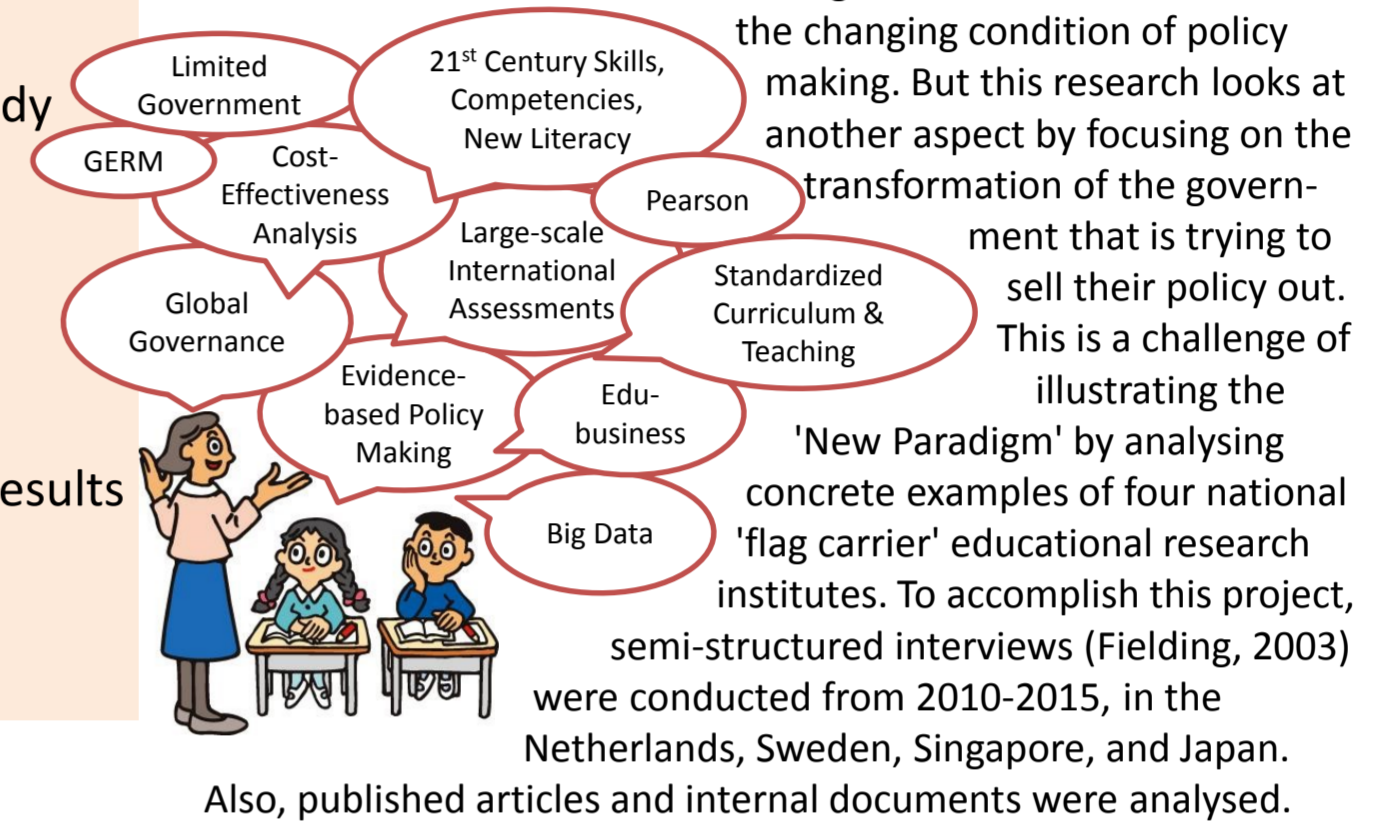 dy
esults
Limited
Government
21st Century Skills,
Competencies,
New Literacy
GERM
Cost-
Effectiveness
Analysis
Pearson
Large-scale
International
Assessments
Standardized
Curriculum &
Teaching
Global
Governance
Evidence-
based Policy
Making
Edu-
business
Big Data
the changing condition of policy
making. But this research looks at
another aspect by focusing on the
transformation of the govern-
ment that is trying to
sell their policy out.
This is a challenge of
illustrating the
'New Paradigm' by analysing
concrete examples of four national
'flag carrier' educational research
institutes. To accomplish this project,
semi-structured interviews (Fielding, 2003)
were conducted from 2010-2015, in the
Netherlands, Sweden, Singapore, and Japan.
Also, published articles and internal documents were analysed.